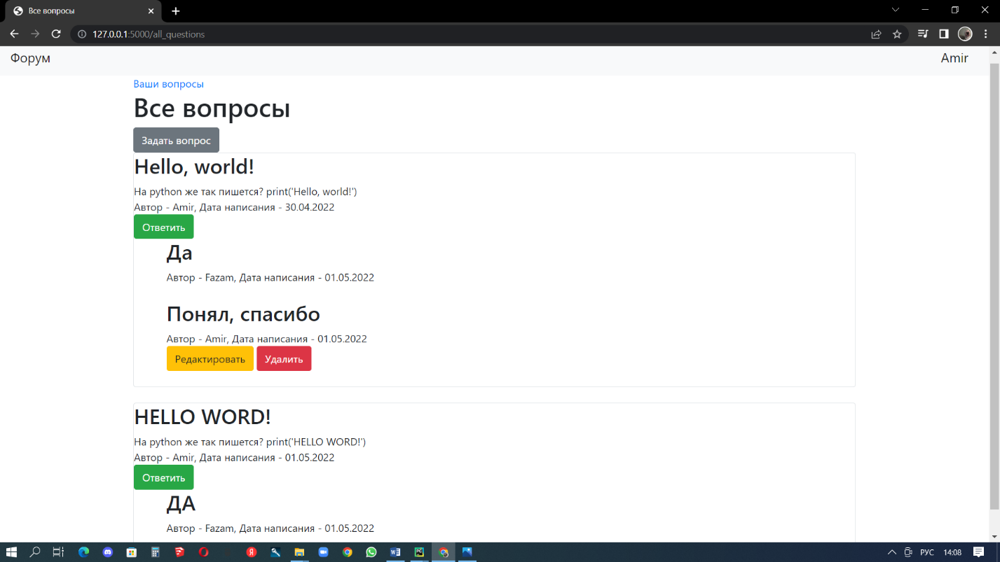 Все вопросы
127.0.0.1:5000/all_questions
Форум
Amir
Ваши вопросы
Все вопросы
Задать вопрос
Hello, world!
На python же так пишется? print('Hello, world!')
Автор - Amir, Дата написания - 30.04.2022
Ответить
Да
Автор - Fazam, Дата написания - 01.05.2022
Понял, спасибо
Автор - Amir, Дата написания - 01.05.2022
Редактировать Удалить
HELLO WORD!
На python же так пишется? print('HELLO WORD!')
Автор - Amir, Дата написания - 01.05.2022
Ответить
ДА
Автор - Fazam, Дата написания - 01.05.2022
РУС 14:08